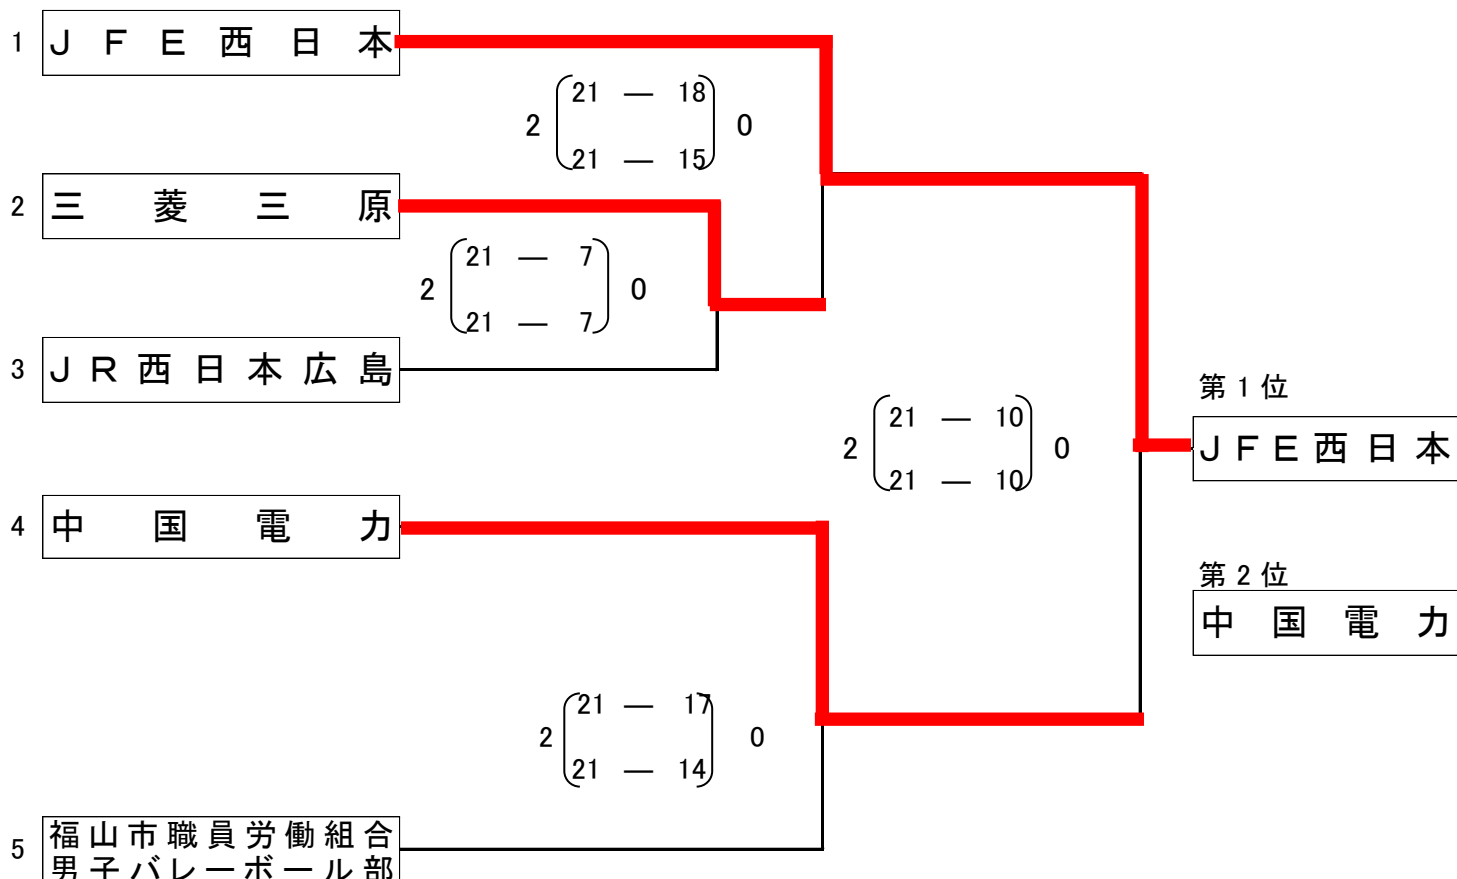 1 JFE西日本
21 — 18
2 0
21 — 15
2 三菱三原
21 — 7
2 0
21 — 7
3 JR西日本広島
第1位
21 — 10
2 0
JFE西日本
21 — 10
4 中国電力
第2位
中国電力
21 — 17
2 0
21 — 14
5 福山市職員労働組合
男子バレーボール部